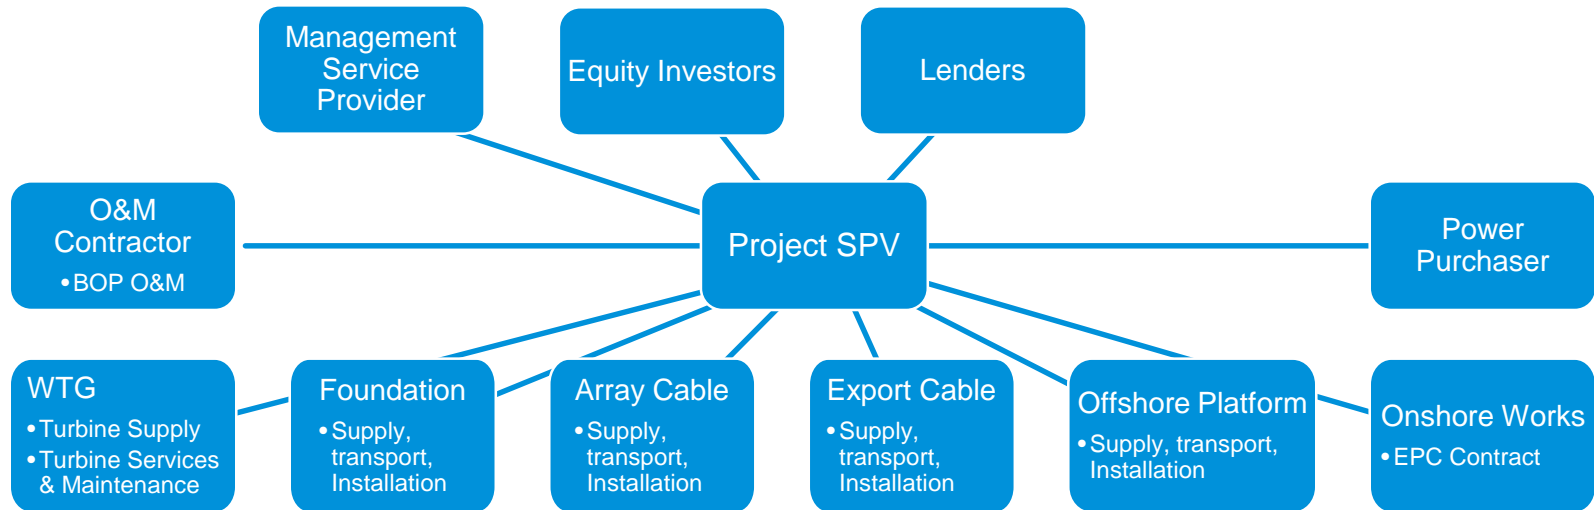 Management
Service
Provider
Equity Investors
Lenders
O&M
Contractor
• BOP O&M
Project SPV
Power
Purchaser
WTG
• Turbine Supply
• Turbine Services
& Maintenance
Foundation
• Supply,
transport,
Installation
Array Cable
• Supply,
transport,
Installation
Export Cable
• Supply,
transport,
Installation
Offshore Platform
• Supply, transport,
Installation
Onshore Works
• EPC Contract